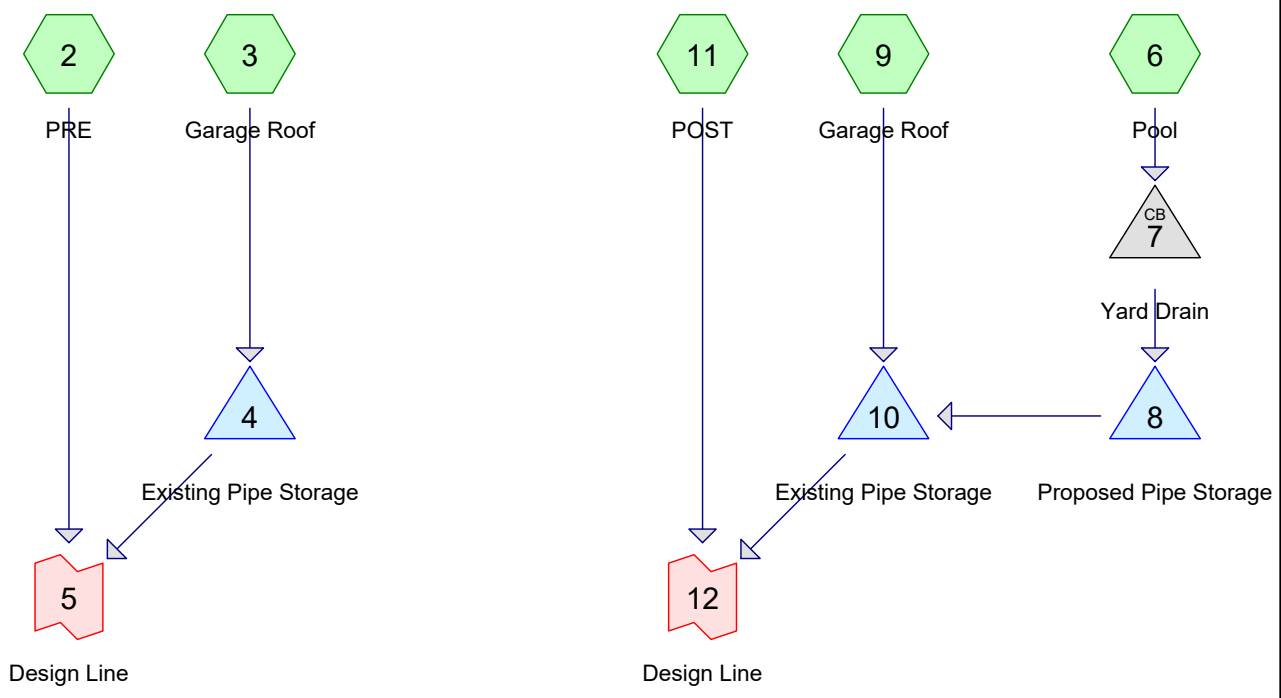 2
3
11
9
6
PRE
Garage Roof
POST
Garage Roof
Pool
CB
7
Yard Drain
4
10
8
Existing Pipe Storage
Existing Pipe Storage
Proposed Pipe Storage
5
12
Design Line
Design Line